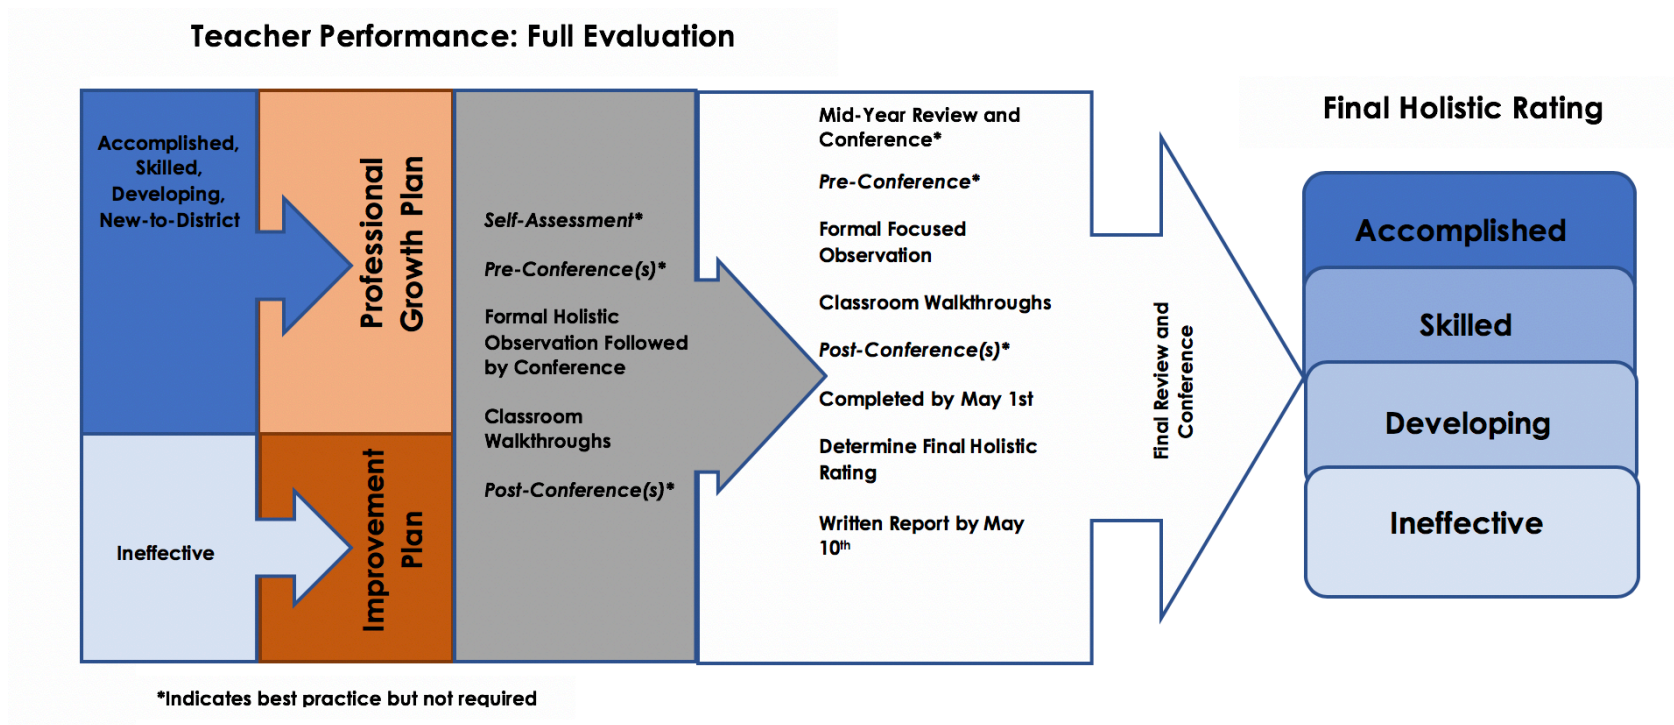 Teacher Performance: Full Evaluation
Accomplished,
Skilled,
Developing,
New-to-District
Professional
Growth Plan
Ineffective
Improvement
Plan
Self-Assessment*
Pre-Conference(s)*
Formal Holistic
Observation Followed
by Conference
Classroom
Walkthroughs
Post-Conference(s)*
Mid-Year Review and
Conference*
Pre-Conference*
Formal Focused
Observation
Classroom Walkthroughs
Post-Conference(s)*
Completed by May 1st
Determine Final Holistic
Rating
Written Report by May
10th
Final Review and
Conference
Final Holistic Rating
Accomplished
Skilled
Developing
Ineffective
*Indicates best practice but not required